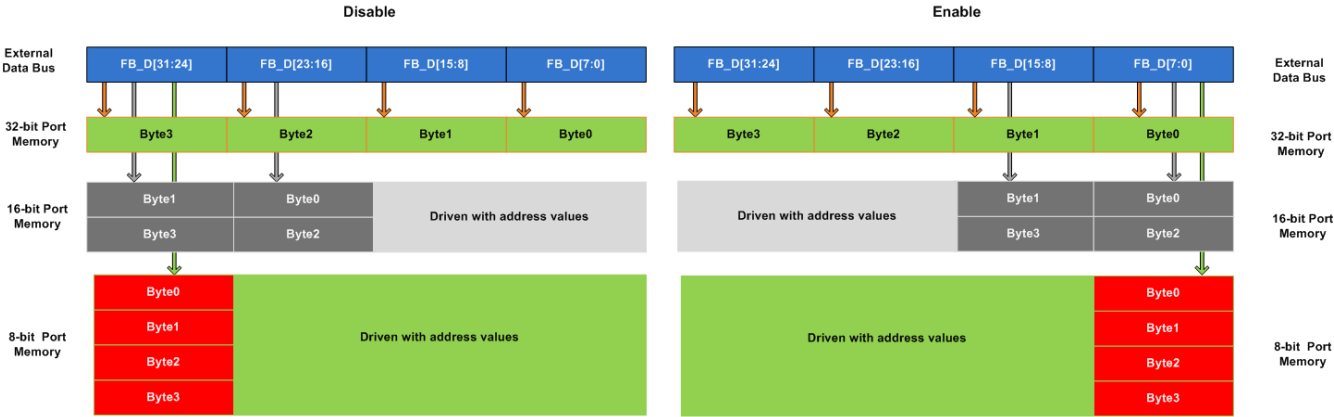 Disable
Enable
External
Data Bus
FB_D[31:24]
FB_D[23:16]
FB_D[15:8]
FB_D[7:0]
FB_D[31:24]
FB_D[23:16]
FB_D[15:8]
FB_D[7:0]
External
Data Bus
32-bit Port
Memory
Byte3
Byte2
Byte1
Byte0
Byte3
Byte2
Byte1
Byte0
32-bit Port
Memory
16-bit Port
Memory
Byte1
Byte0
Byte3
Byte2
Driven with address values
Driven with address values
Byte1
Byte0
Byte3
Byte2
16-bit Port
Memory
8-bit Port
Memory
Byte0
Byte1
Byte2
Byte3
Driven with address values
Driven with address values
Byte0
Byte1
Byte2
Byte3
8-bit Port
Memory